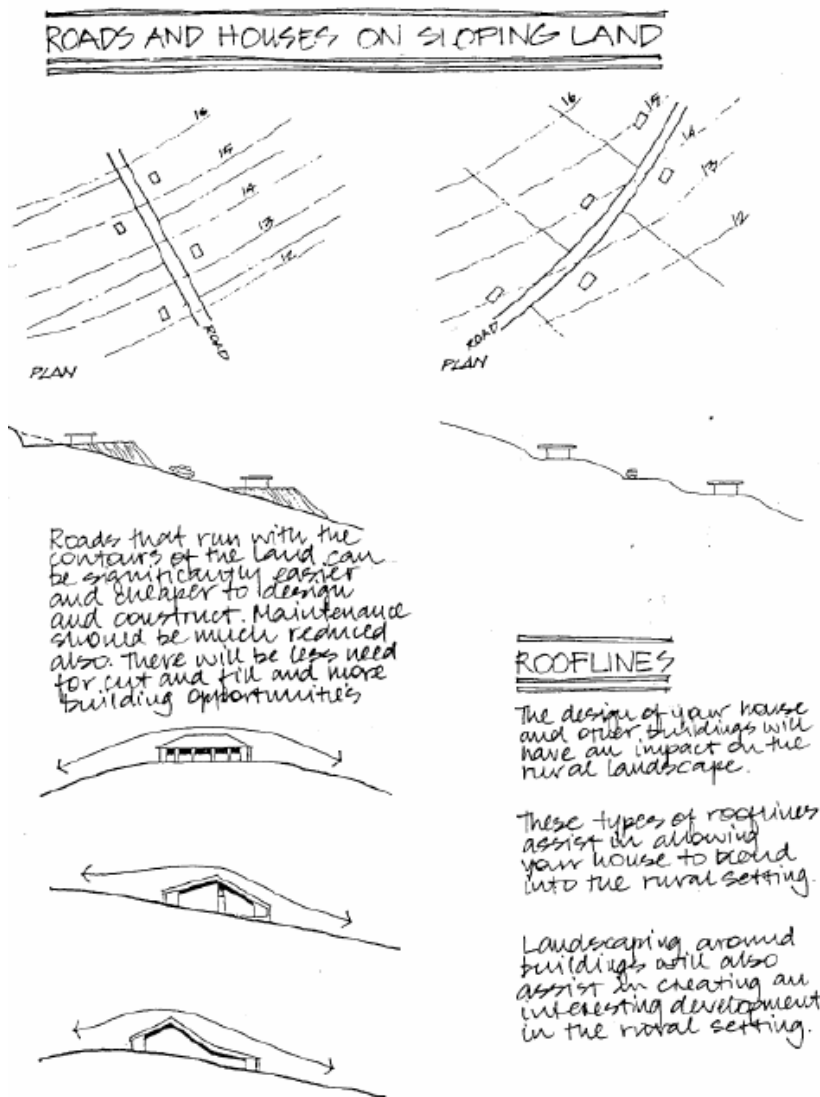 ROADS AND HOUSES ON SLOPING LAND
16
15
14
13
12
ROAD
PLAN
16
15
14
13
12
ROAD
PLAN
Roads that run with the
contours of the land can
be significantly easier
and cheaper to design
and construct. Maintenance
should be much reduced
also. There will be less need
for cut and fill and more
building opportunities
ROOFLINES
The design of your house
and other buildings will
have an impact on the
rural landscape.
These types of rooflines
assist in allowing
your house to blend
into the rural setting.
Landscaping around
buildings will also
assist in creating an
interesting development
in the rural setting.